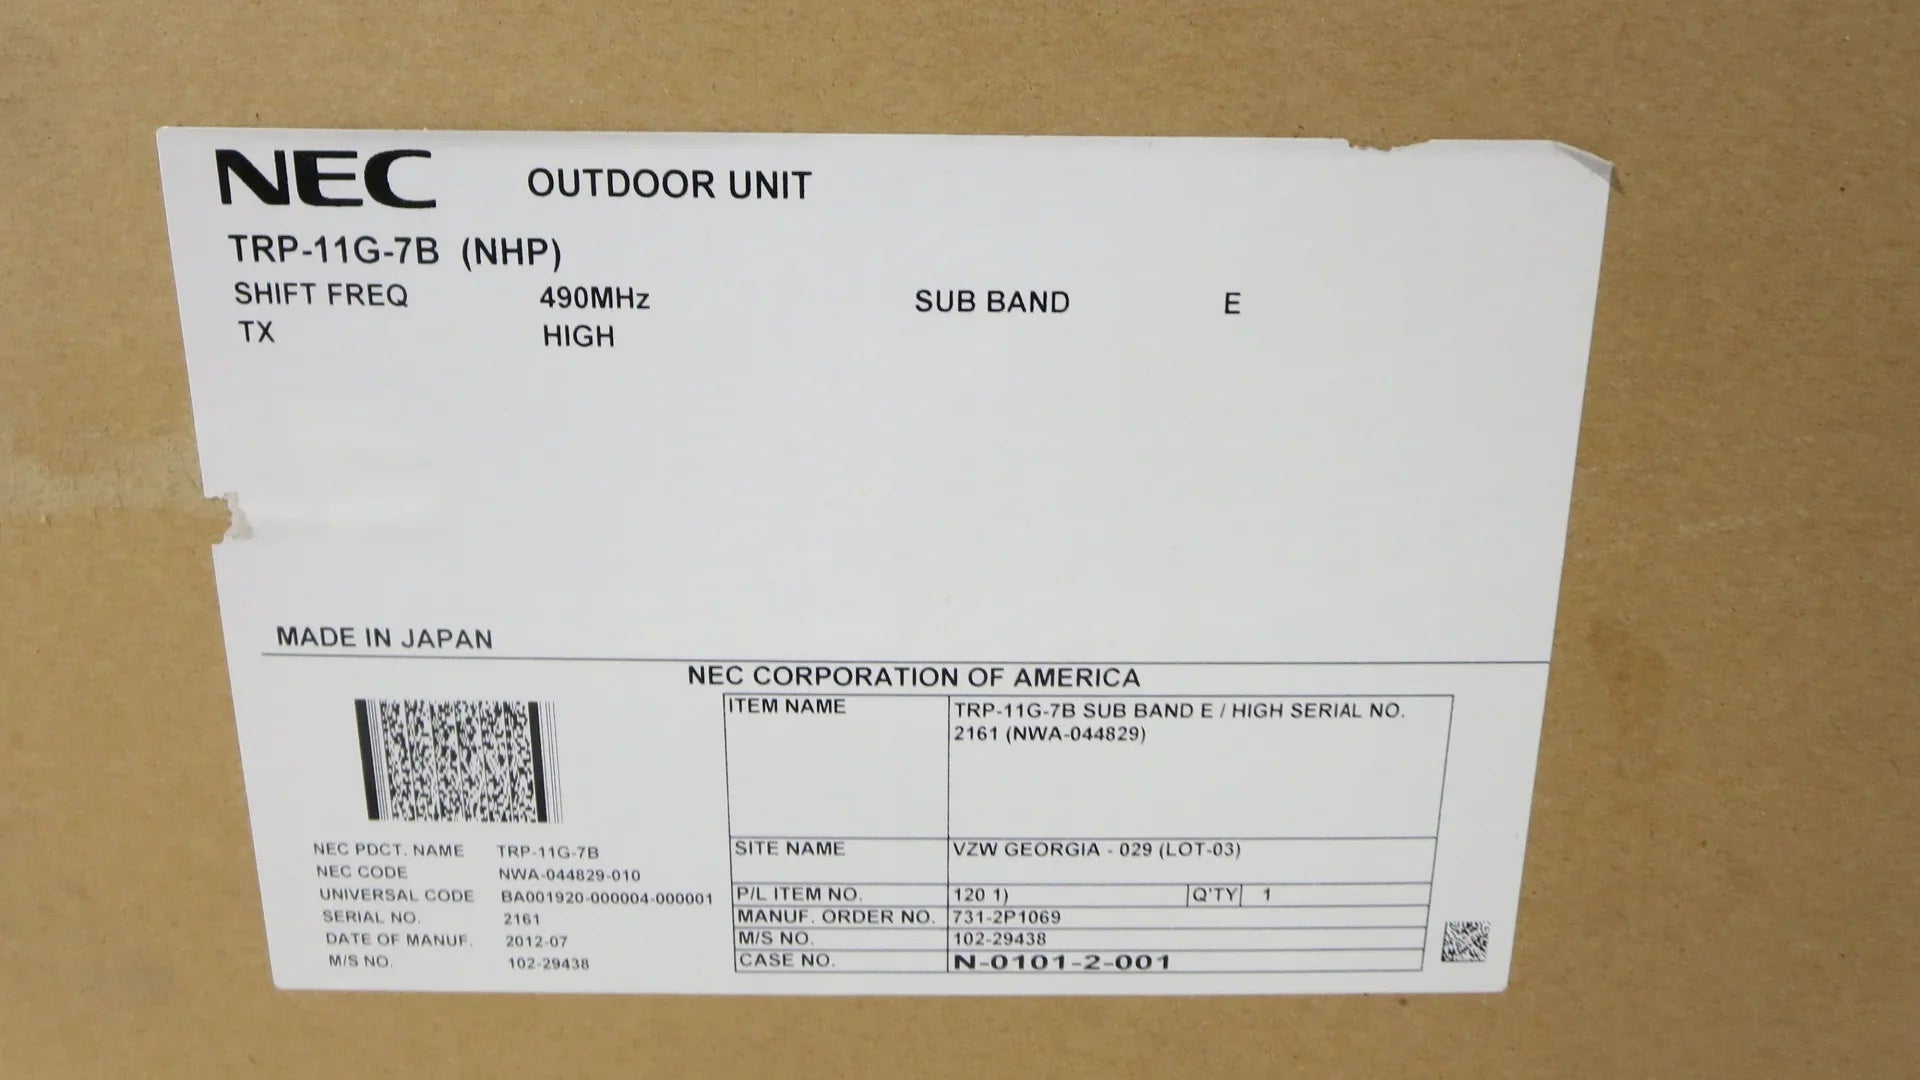 NEC OUTDOOR UNIT
TRP-11G-7B (NHP)
SHIFT FREQ 490MHz SUB BAND E
TX HIGH
MADE IN JAPAN
NEC CORPORATION OF AMERICA
NEC PDCT. NAME TRP-11G-7B
NEC CODE NWA-044829-010
UNIVERSAL CODE BA001920-000004-000001
SERIAL NO. 2161
DATE OF MANUF. 2012-07
M/S NO. 102-29438
ITEM NAME TRP-11G-7B SUB BAND E / HIGH SERIAL NO.
2161 (NWA-044829)
SITE NAME VZW GEORGIA - 029 (LOT-03)
P/L ITEM NO. 120 1) Q'TY 1
MANUF. ORDER NO. 731-2P1069
M/S NO. 102-29438
CASE NO. N-0101-2-001